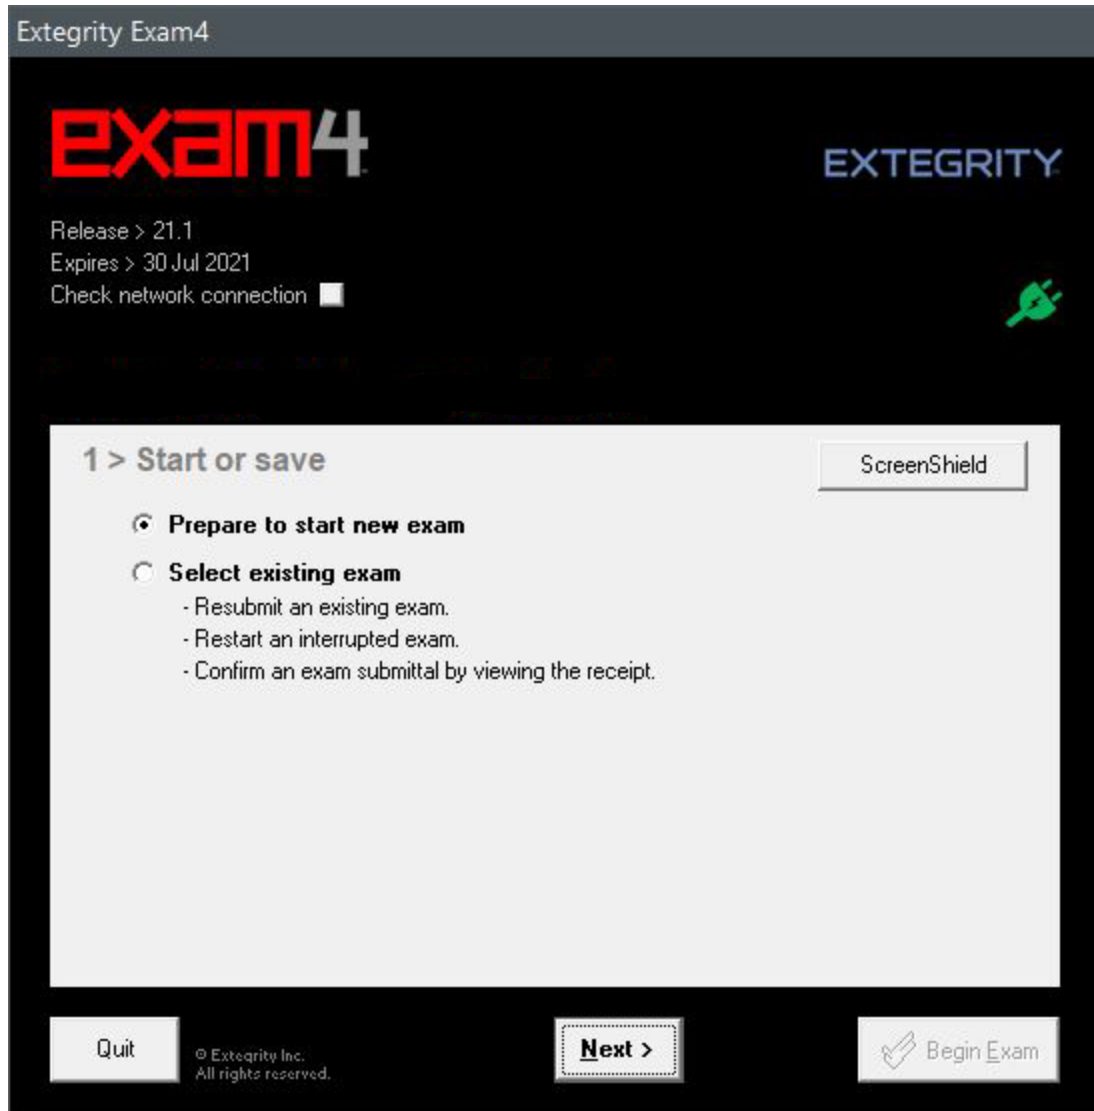 Extegrity Exam4
exam4
EXTEGRITY
Release > 21.1
Expires > 30 Jul 2021
Check network connection
1 > Start or save
ScreenShield
Prepare to start new exam
Select existing exam
- Resubmit an existing exam.
- Restart an interrupted exam.
- Confirm an exam submittal by viewing the receipt.
Quit
© Extegrity Inc.
All rights reserved.
Next >
Begin Exam